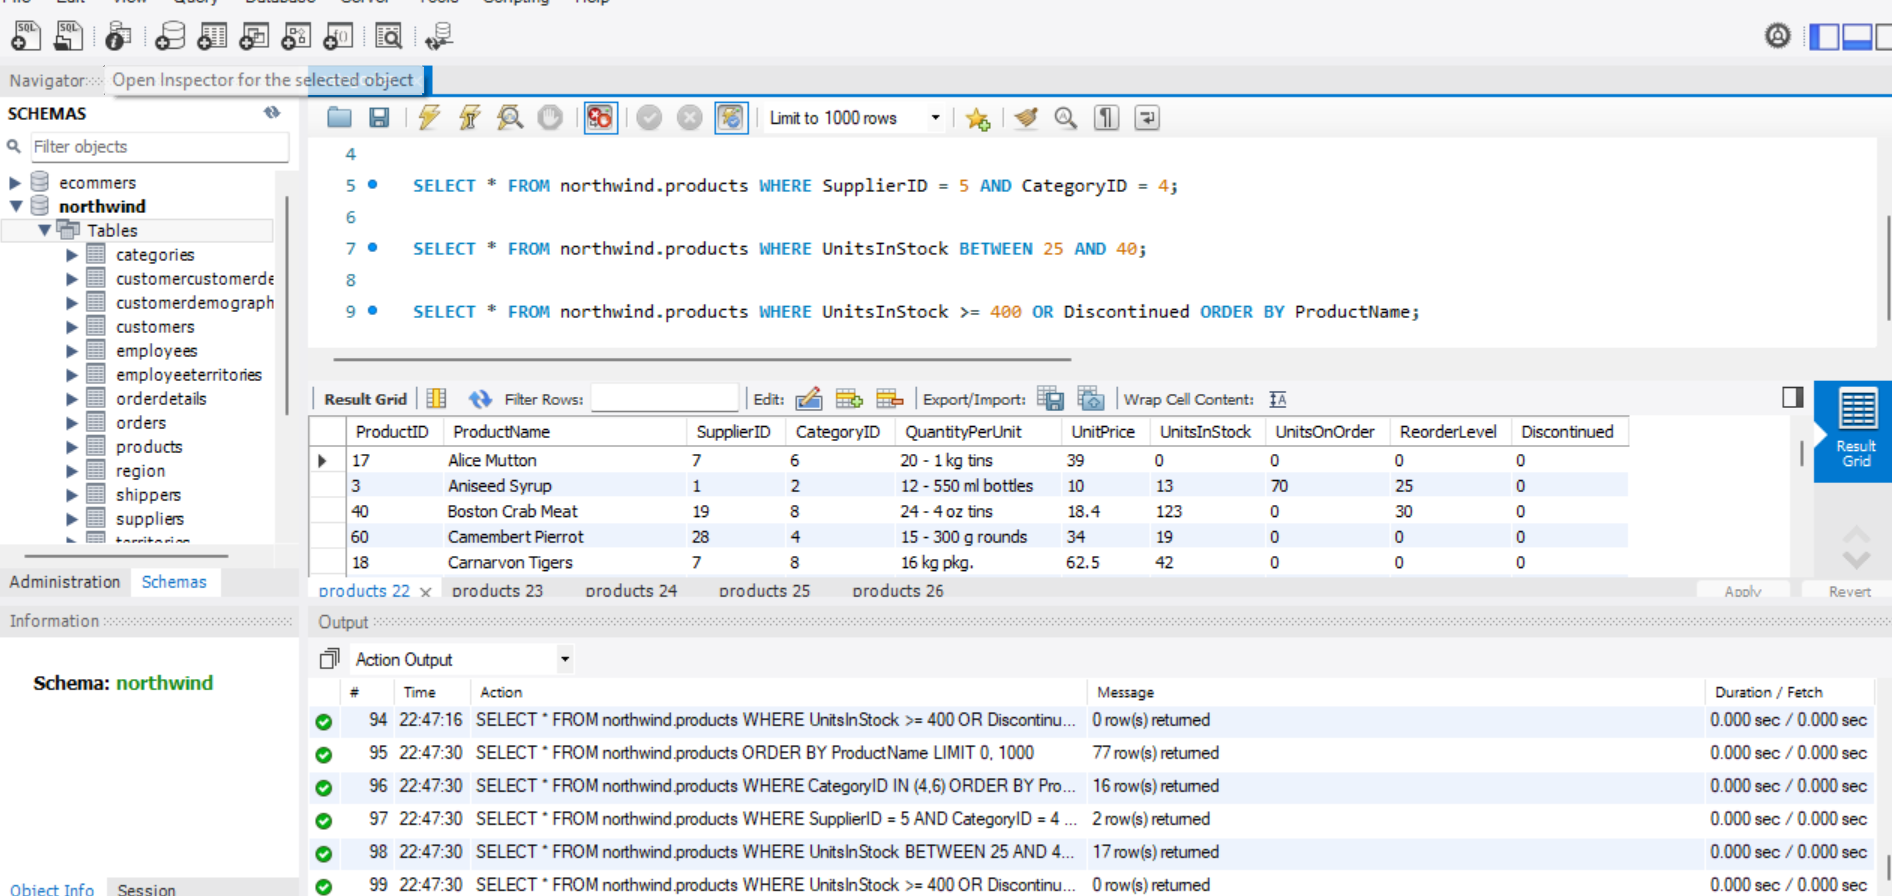 File Edit View Query Database Server Tools Scripting Help
SQL SQL
Navigator
Open Inspector for the selected object
SCHEMAS
Filter objects
ecommers
northwind
Tables
categories
customercustomerde
customerdemograph
customers
employees
employeeterritories
orderdetails
orders
products
region
shippers
suppliers
territories
Administration Schemas
Information
Schema: northwind
Object Info Session
Limit to 1000 rows
4
5 SELECT * FROM northwind.products WHERE SupplierID = 5 AND CategoryID = 4;
6
7 SELECT * FROM northwind.products WHERE UnitsInStock BETWEEN 25 AND 40;
8
9 SELECT * FROM northwind.products WHERE UnitsInStock >= 400 OR Discontinued ORDER BY ProductName;
Result Grid Filter Rows: Edit: Export/Import: Wrap Cell Content:
ProductID ProductName SupplierID CategoryID QuantityPerUnit UnitPrice UnitsInStock UnitsOnOrder ReorderLevel Discontinued
17 Alice Mutton 7 6 20 - 1 kg tins 39 0 0 0 0
3 Aniseed Syrup 1 2 12 - 550 ml bottles 10 13 70 25 0
40 Boston Crab Meat 19 8 24 - 4 oz tins 18.4 123 0 30 0
60 Camembert Pierrot 28 4 15 - 300 g rounds 34 19 0 0 0
18 Carnarvon Tigers 7 8 16 kg pkg. 62.5 42 0 0 0
Result
Grid
products 22 products 23 products 24 products 25 products 26
Apply Revert
Output
Action Output
# Time Action Message Duration / Fetch
94 22:47:16 SELECT * FROM northwind.products WHERE UnitsInStock >= 400 OR Discontinu... 0 row(s) returned 0.000 sec / 0.000 sec
95 22:47:30 SELECT * FROM northwind.products ORDER BY ProductName LIMIT 0, 1000 77 row(s) returned 0.000 sec / 0.000 sec
96 22:47:30 SELECT * FROM northwind.products WHERE CategoryID IN (4,6) ORDER BY Pro... 16 row(s) returned 0.000 sec / 0.000 sec
97 22:47:30 SELECT * FROM northwind.products WHERE SupplierID = 5 AND CategoryID = 4 ... 2 row(s) returned 0.000 sec / 0.000 sec
98 22:47:30 SELECT * FROM northwind.products WHERE UnitsInStock BETWEEN 25 AND 4... 17 row(s) returned 0.000 sec / 0.000 sec
99 22:47:30 SELECT * FROM northwind.products WHERE UnitsInStock >= 400 OR Discontinu... 0 row(s) returned 0.000 sec / 0.000 sec